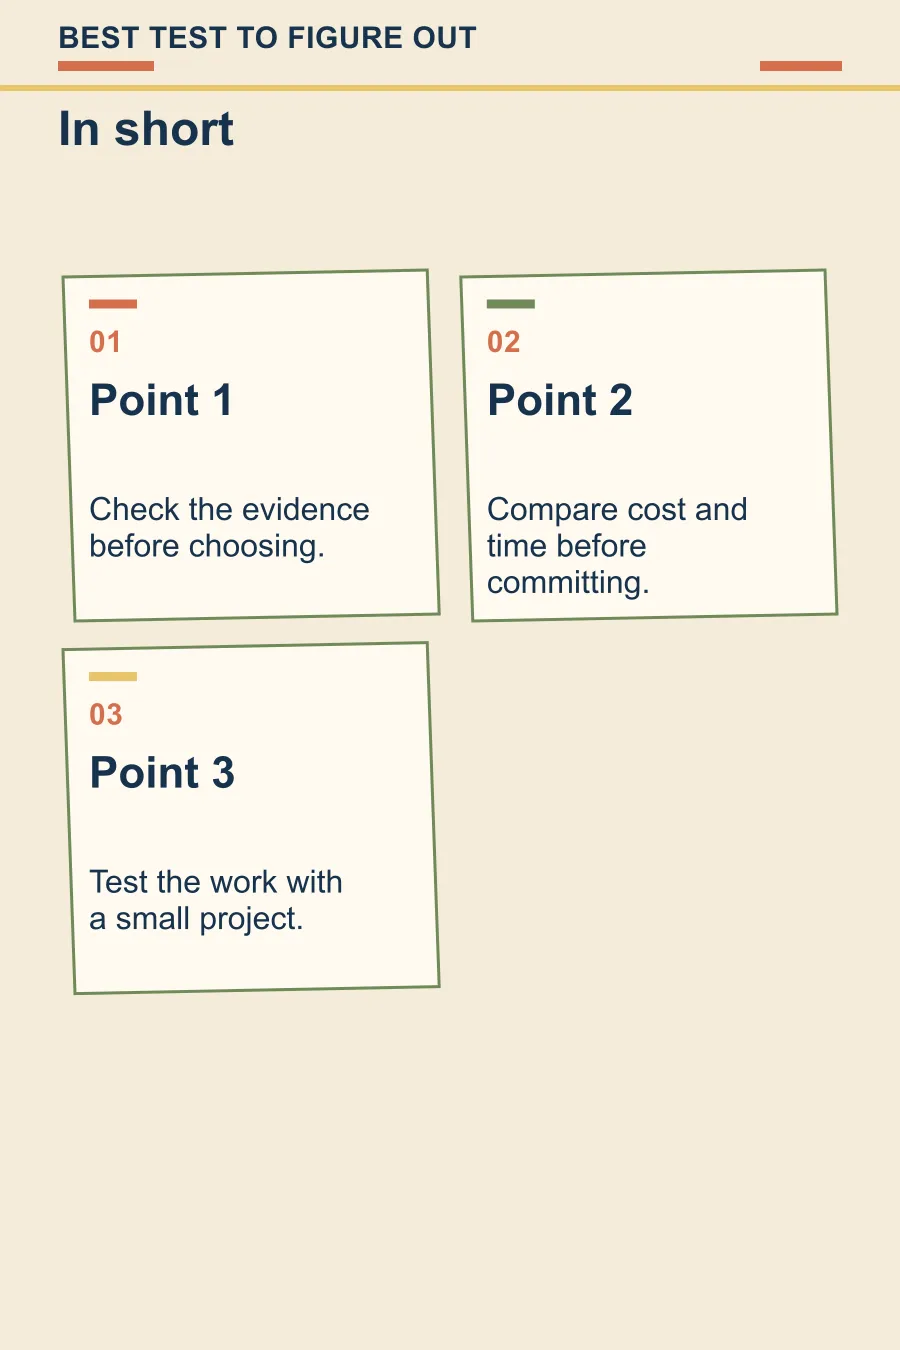 BEST TEST TO FIGURE OUT
In short
01
Point 1
Check the evidence
before choosing.
02
Point 2
Compare cost and
time before
committing.
03
Point 3
Test the work with
a small project.